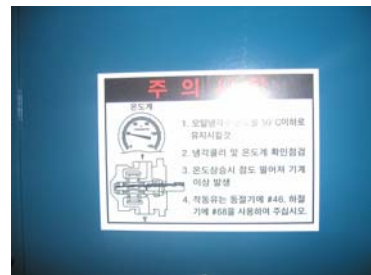 주 의
온도계
1. 오일냉각
유지시킬것
2. 냉각쿨러 및 온도계 확인점검
3. 온도상승시 점도 떨어져 기계
이상 발생
4. 작동유는 동절기에 #46, 하절
기에 #68을 사용하여 주십시오.